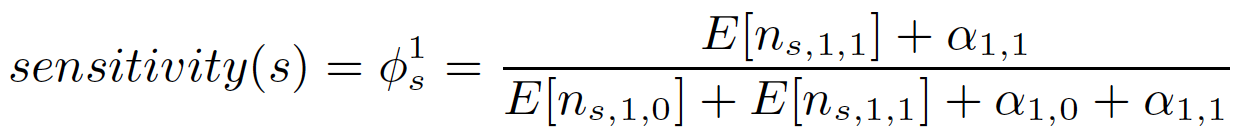 sensitivity(s) = ϕ_s^1 = \frac{E[n_{s,1,1}] + α_{1,1}}{E[n_{s,1,0}] + E[n_{s,1,1}] + α_{1,0} + α_{1,1}}